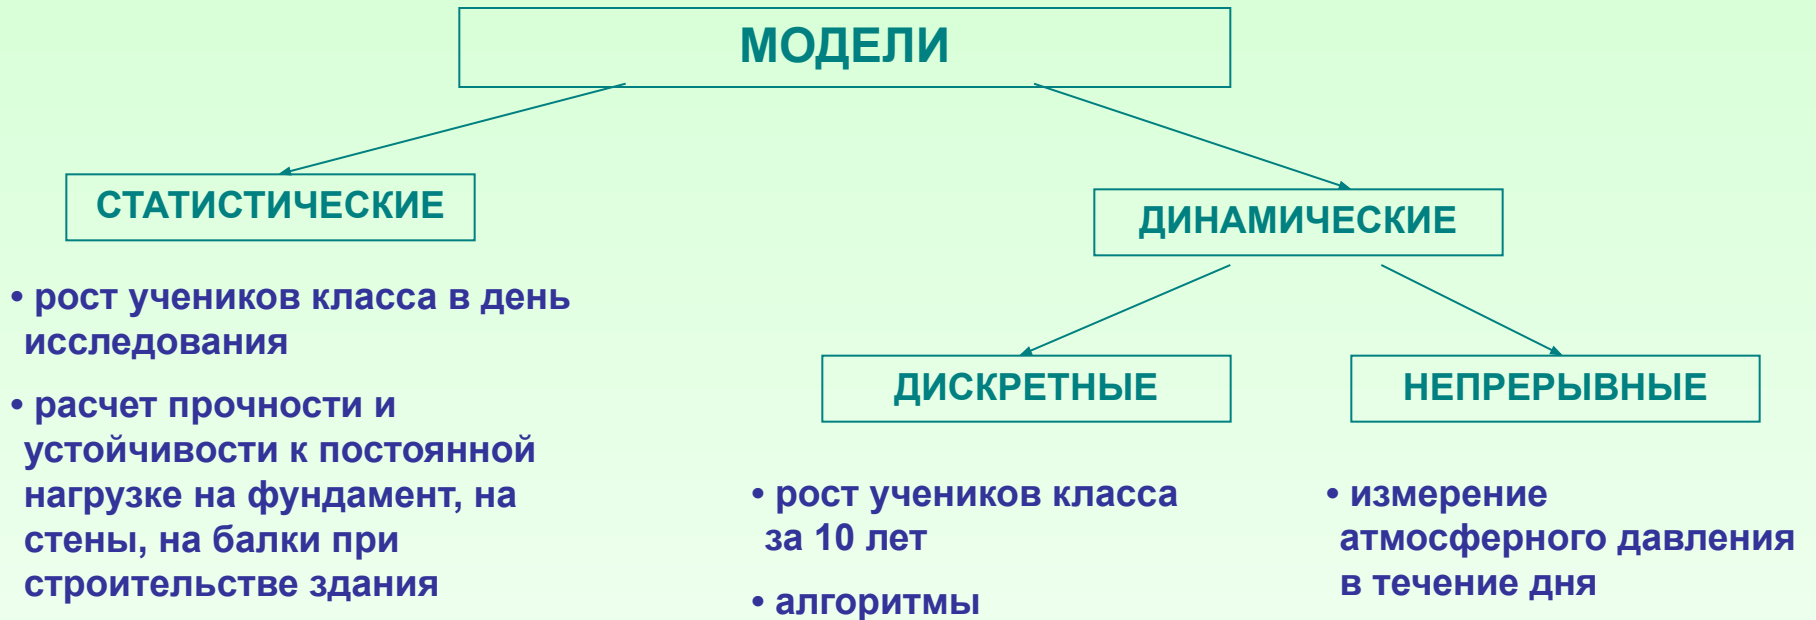 МОДЕЛИ
СТАТИСТИЧЕСКИЕ
• рост учеников класса в день
исследования
• расчет прочности и
устойчивости к постоянной
нагрузке на фундамент, на
стены, на балки при
строительстве здания
ДИНАМИЧЕСКИЕ
ДИСКРЕТНЫЕ
• рост учеников класса
за 10 лет
• алгоритмы
НЕПРЕРЫВНЫЕ
• измерение
атмосферного давления
в течение дня